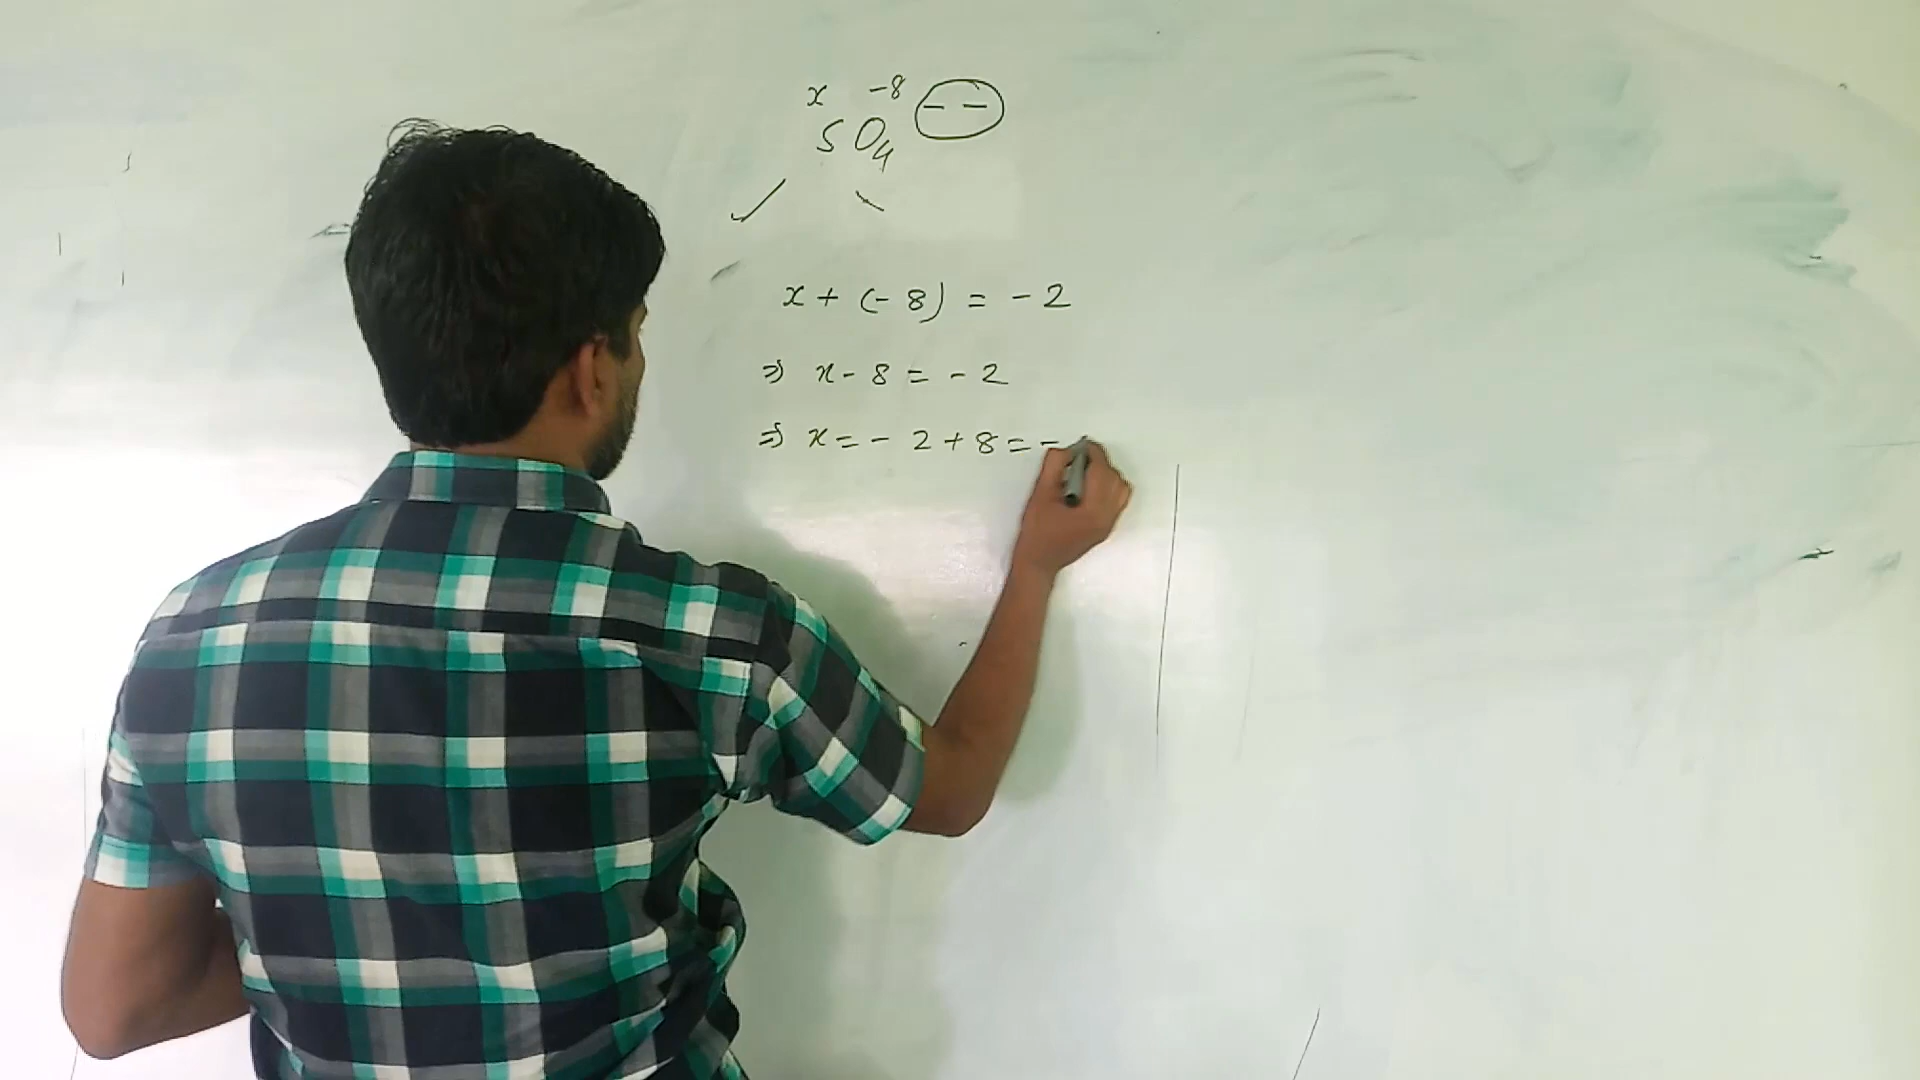 x -8 - -
SO4
x + (- 8) = - 2
⇒ x - 8 = - 2
⇒ x = - 2 + 8 = -